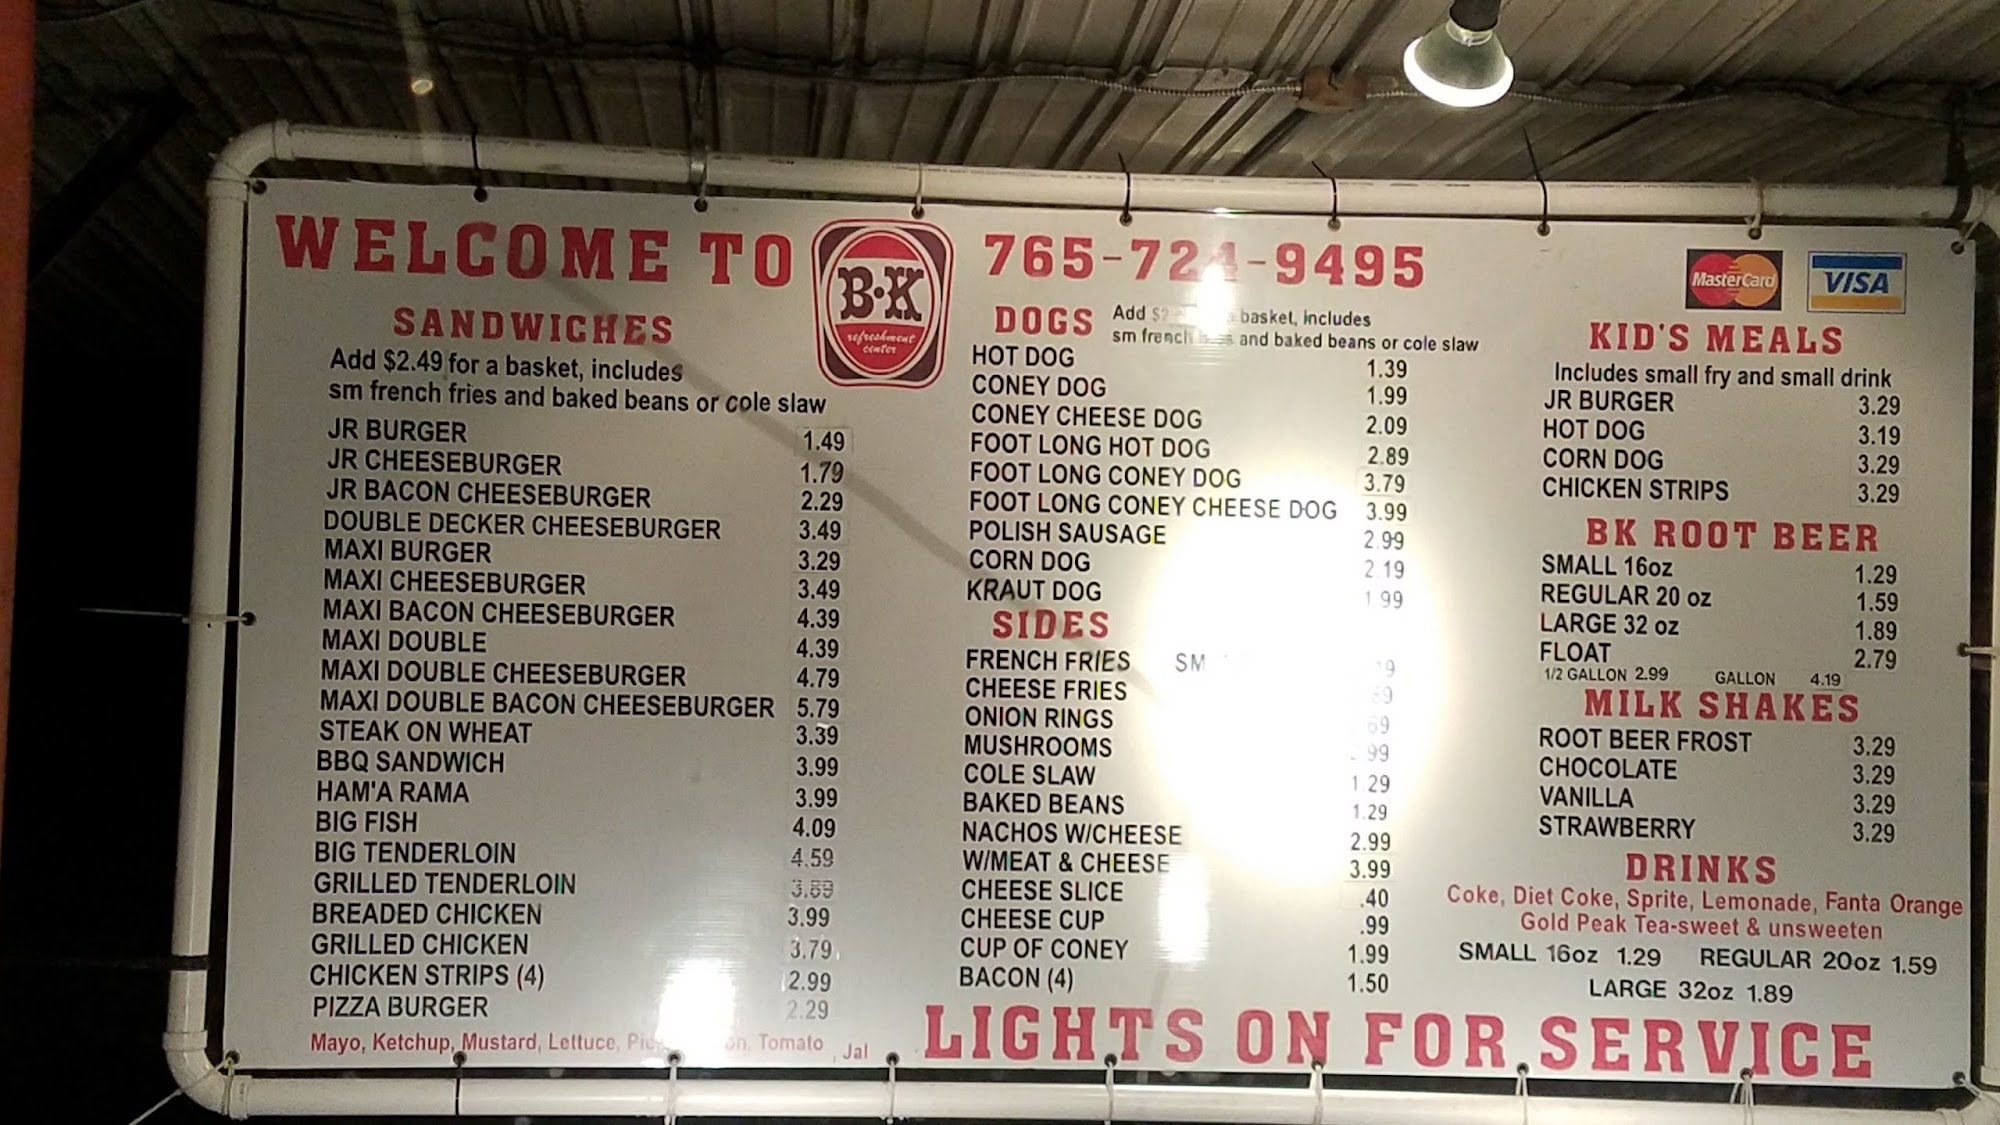 WELCOME TO
B·K
refreshment
center
765-724-9495
MasterCard
VISA
SANDWICHES
Add $2.49 for a basket, includes
sm french fries and baked beans or cole slaw
JR BURGER 1.49
JR CHEESEBURGER 1.79
JR BACON CHEESEBURGER 2.29
DOUBLE DECKER CHEESEBURGER 3.49
MAXI BURGER 3.29
MAXI CHEESEBURGER 3.49
MAXI BACON CHEESEBURGER 4.39
MAXI DOUBLE 4.39
MAXI DOUBLE CHEESEBURGER 4.79
MAXI DOUBLE BACON CHEESEBURGER 5.79
STEAK ON WHEAT 3.39
BBQ SANDWICH 3.99
HAM'A RAMA 3.99
BIG FISH 4.09
BIG TENDERLOIN 4.59
GRILLED TENDERLOIN
BREADED CHICKEN 3.99
GRILLED CHICKEN 3.79
CHICKEN STRIPS (4) 2.99
PIZZA BURGER 2.29
Mayo, Ketchup, Mustard, Lettuce, Tomato, Jal
DOGS
Add basket, includes
sm french and baked beans or cole slaw
HOT DOG 1.39
CONEY DOG 1.99
CONEY CHEESE DOG 2.09
FOOT LONG HOT DOG 2.89
FOOT LONG CONEY DOG 3.79
FOOT LONG CONEY CHEESE DOG 3.99
POLISH SAUSAGE 2.99
CORN DOG 2.19
KRAUT DOG 1.99
SIDES
FRENCH FRIES SM
CHEESE FRIES
ONION RINGS
MUSHROOMS
COLE SLAW 1.29
BAKED BEANS 1.29
NACHOS W/CHEESE 2.99
W/MEAT & CHEESE 3.99
CHEESE SLICE .40
CHEESE CUP .99
CUP OF CONEY 1.99
BACON (4) 1.50
KID'S MEALS
Includes small fry and small drink
JR BURGER 3.29
HOT DOG 3.19
CORN DOG 3.29
CHICKEN STRIPS 3.29
BK ROOT BEER
SMALL 16oz 1.29
REGULAR 20 oz 1.59
LARGE 32 oz 1.89
FLOAT 2.79
1/2 GALLON 2.99 GALLON 4.19
MILK SHAKES
ROOT BEER FROST 3.29
CHOCOLATE 3.29
VANILLA 3.29
STRAWBERRY 3.29
DRINKS
Coke, Diet Coke, Sprite, Lemonade, Fanta Orange
Gold Peak Tea-sweet & unsweeten
SMALL 16oz 1.29 REGULAR 20oz 1.59
LARGE 32oz 1.89
LIGHTS ON FOR SERVICE